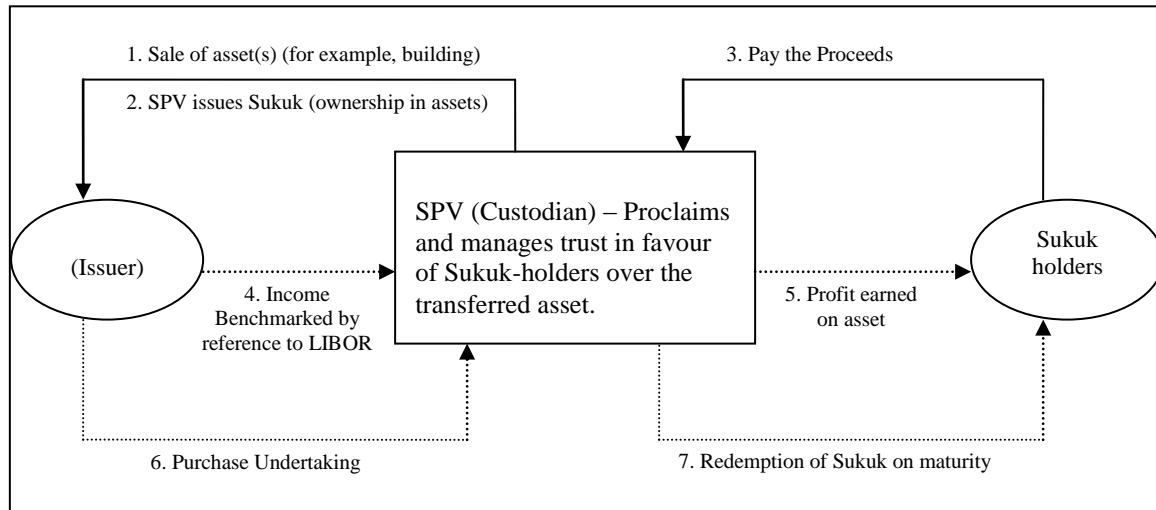 1. Sale of asset(s) (for example, building)
2. SPV issues Sukuk (ownership in assets)
3. Pay the Proceeds
(Issuer)
SPV (Custodian) – Proclaims
and manages trust in favour
of Sukuk-holders over the
transferred asset.
Sukuk
holders
4. Income
Benchmarked by
reference to LIBOR
5. Profit earned
on asset
6. Purchase Undertaking
7. Redemption of Sukuk on maturity